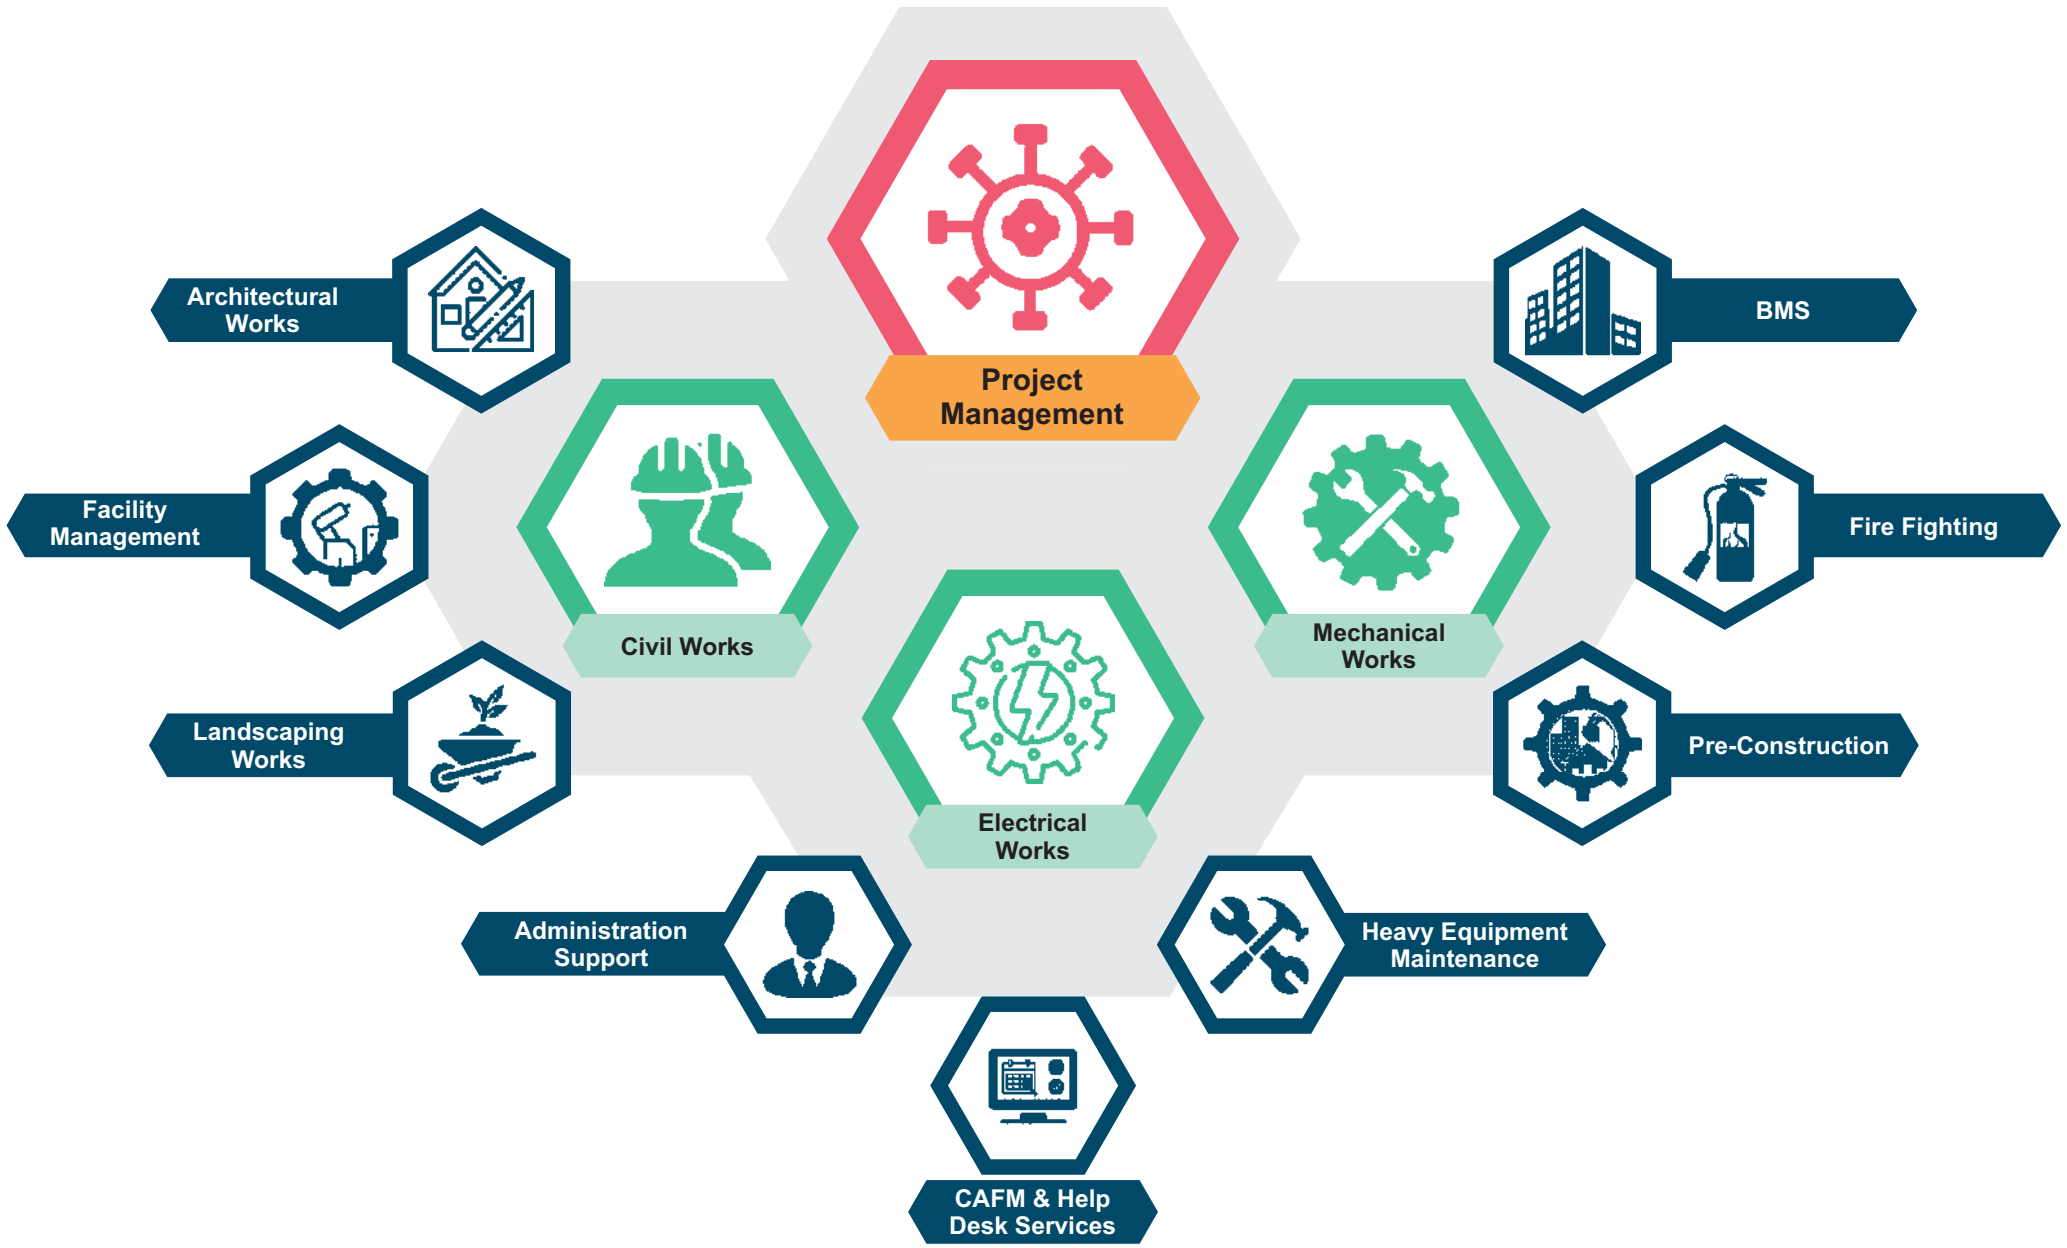 Project
Management
Architectural
Works
BMS
Facility
Management
Civil Works
Mechanical
Works
Fire Fighting
Landscaping
Works
Electrical
Works
Pre-Construction
Administration
Support
Heavy Equipment
Maintenance
CAFM & Help
Desk Services